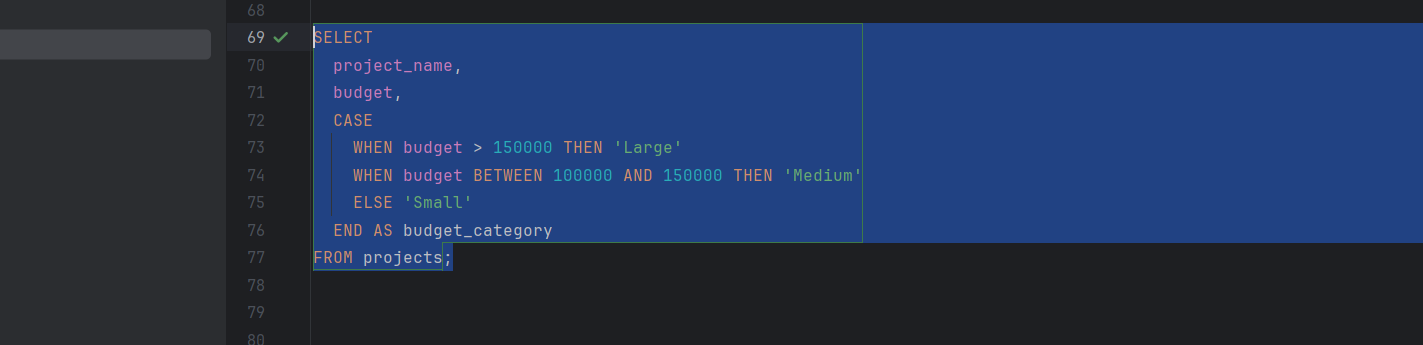 68
69 SELECT
70 project_name,
71 budget,
72 CASE
73 WHEN budget > 150000 THEN 'Large'
74 WHEN budget BETWEEN 100000 AND 150000 THEN 'Medium'
75 ELSE 'Small'
76 END AS budget_category
77 FROM projects;
78
79
80